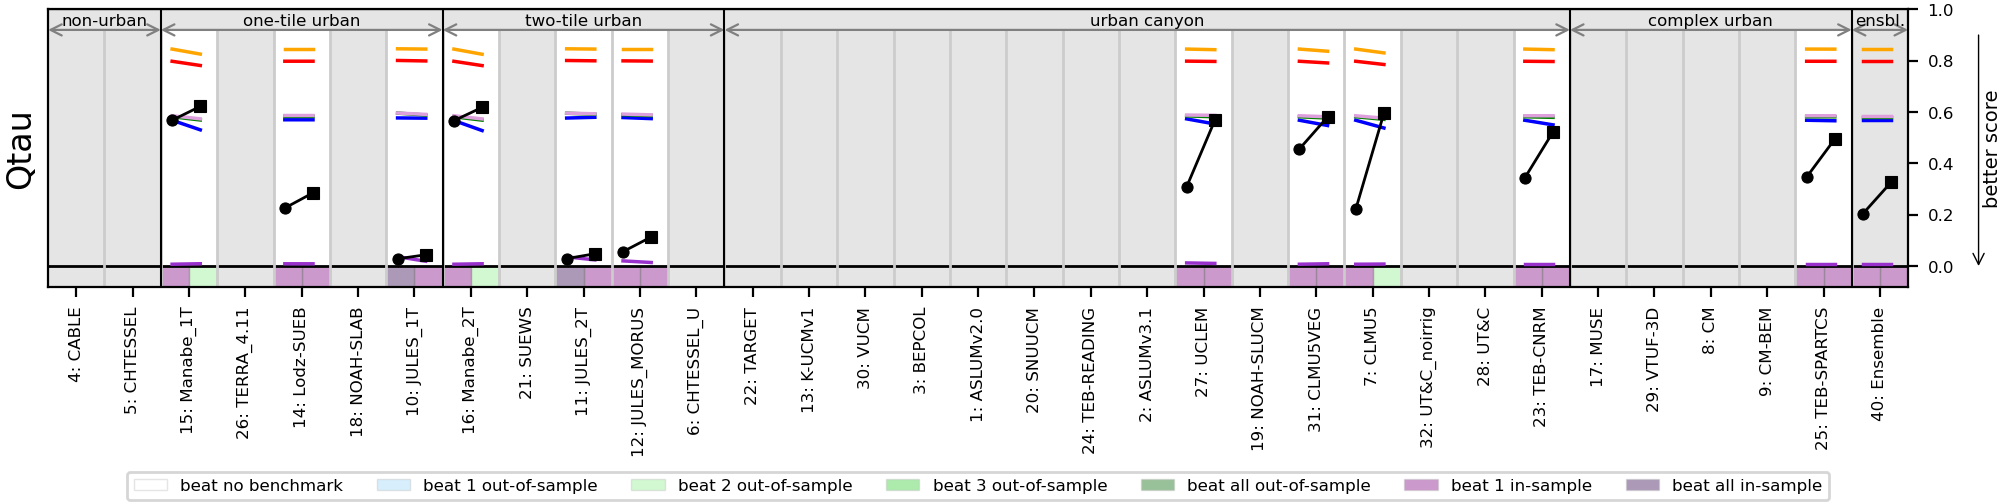 non-urban one-tile urban two-tile urban urban canyon complex urban ensbl.
Qtau
1.0
0.8
0.6
0.4
0.2
0.0
better score
4: CABLE
5: CHTESSEL
15: Manabe_1T
26: TERRA_4.11
14: Lodz-SUEB
18: NOAH-SLAB
10: JULES_1T
16: Manabe_2T
21: SUEWS
11: JULES_2T
12: JULES_MORUS
6: CHTESSEL_U
22: TARGET
13: K-UCMv1
30: VUCM
3: BEPCOL
1: ASLUMv2.0
20: SNUUCM
24: TEB-READING
2: ASLUMv3.1
27: UCLEM
19: NOAH-SLUCM
31: CLMU5VEG
7: CLMU5
32: UT&C_noirrig
28: UT&C
23: TEB-CNRM
17: MUSE
29: VTUF-3D
8: CM
9: CM-BEM
25: TEB-SPARTCS
40: Ensemble
beat no benchmark beat 1 out-of-sample beat 2 out-of-sample beat 3 out-of-sample beat all out-of-sample beat 1 in-sample beat all in-sample